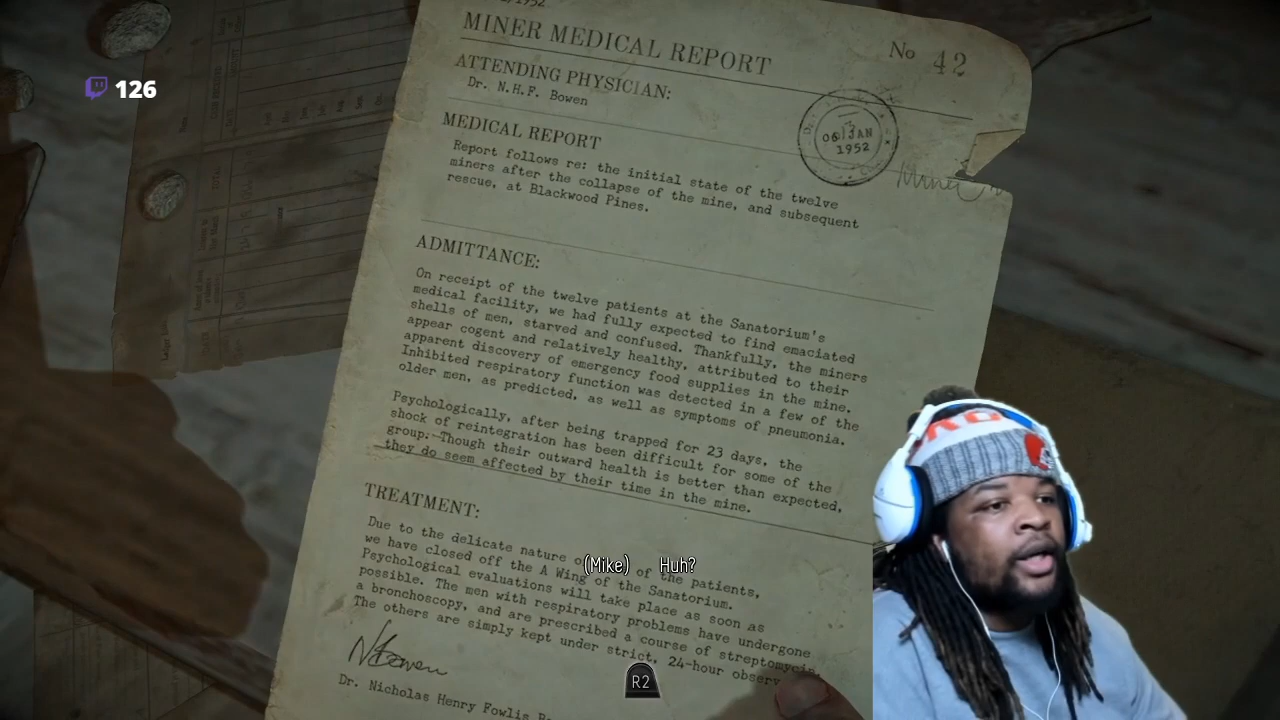 /1952
MINER MEDICAL REPORT
No 42
ATTENDING PHYSICIAN:
Dr. N.H.F. Bowen
06 JAN
1952
MEDICAL REPORT
Miner
Report follows re: the initial state of the twelve
miners after the collapse of the mine, and subsequent
rescue, at Blackwood Pines.
ADMITTANCE:
On receipt of the twelve patients at the Sanatorium's
medical facility, we had fully expected to find emaciated
shells of men, starved and confused. Thankfully, the miners
appear cogent and relatively healthy, attributed to their
apparent discovery of emergency food supplies in the mine.
Inhibited respiratory function was detected in a few of the
older men, as predicted, as well as symptoms of pneumonia.
Psychologically, after being trapped for 23 days, the
shock of reintegration has been difficult for some of the
group. Though their outward health is better than expected,
they do seem affected by their time in the mine.
TREATMENT:
Due to the delicate nature of the patients,
we have closed off the A Wing of the Sanatorium.
Psychological evaluations will take place as soon as
possible. The men with respiratory problems have undergone
a bronchoscopy, and are prescribed a course of streptomycin.
The others are simply kept under strict, 24-hour observ
NBowen
Dr. Nicholas Henry Fowlis
126
(Mike) Huh?
R2